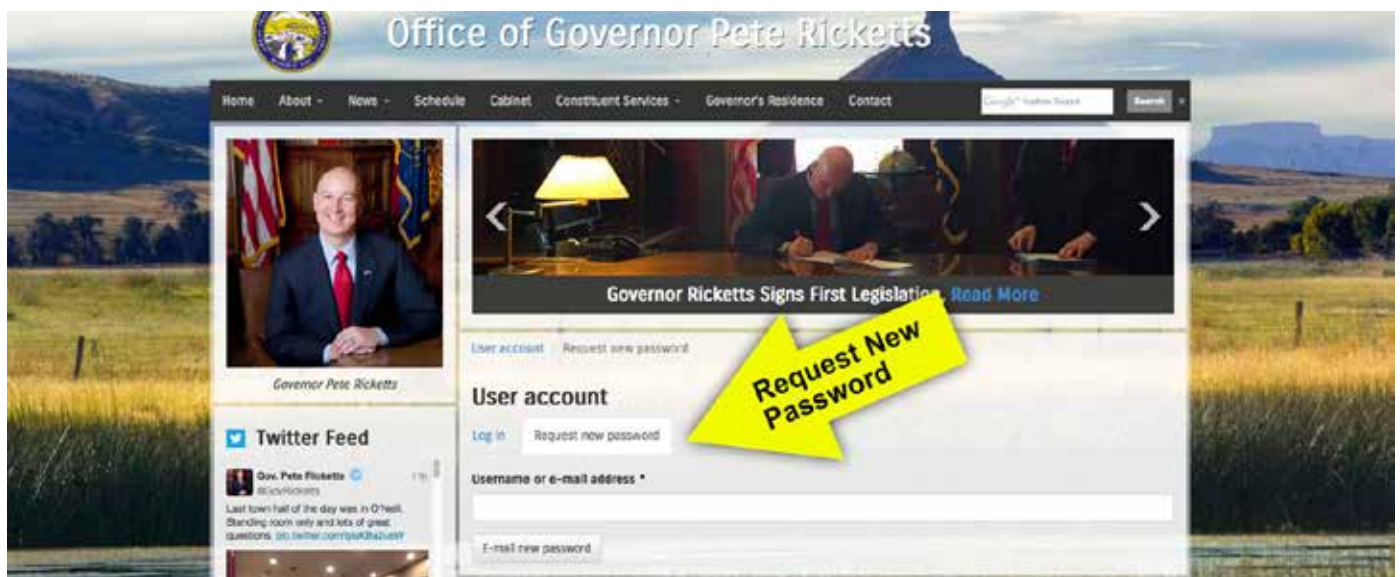 Office of Governor Pete Ricketts
Home About - News - Schedule Cabinet Constituent Services - Governor's Residence Contact Search
Governor Ricketts Signs First Legislation Read More
Governor Pete Ricketts
User account Request new password
Request New
Password
User account
Log in Request new password
Username or e-mail address *
E-mail new password
Twitter Feed
Gov. Pete Ricketts
@GovRicketts
Last town hall of the day was in O'Neill.
Standing room only and lots of great
questions.